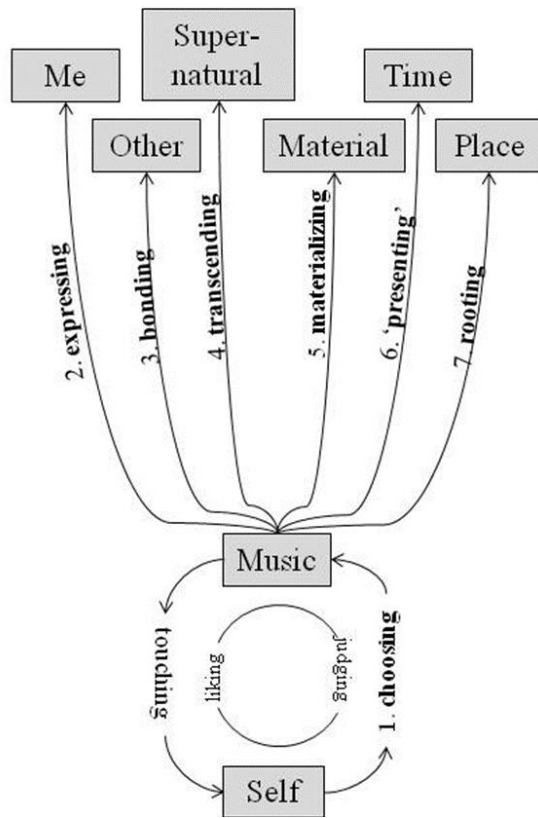 Me
Super-
natural
Time
Other
Material
Place
2. expressing
3. bonding
4. transcending
5. materializing
6. ‘presenting’
7. rooting
Music
touching
liking
judging
1. choosing
Self